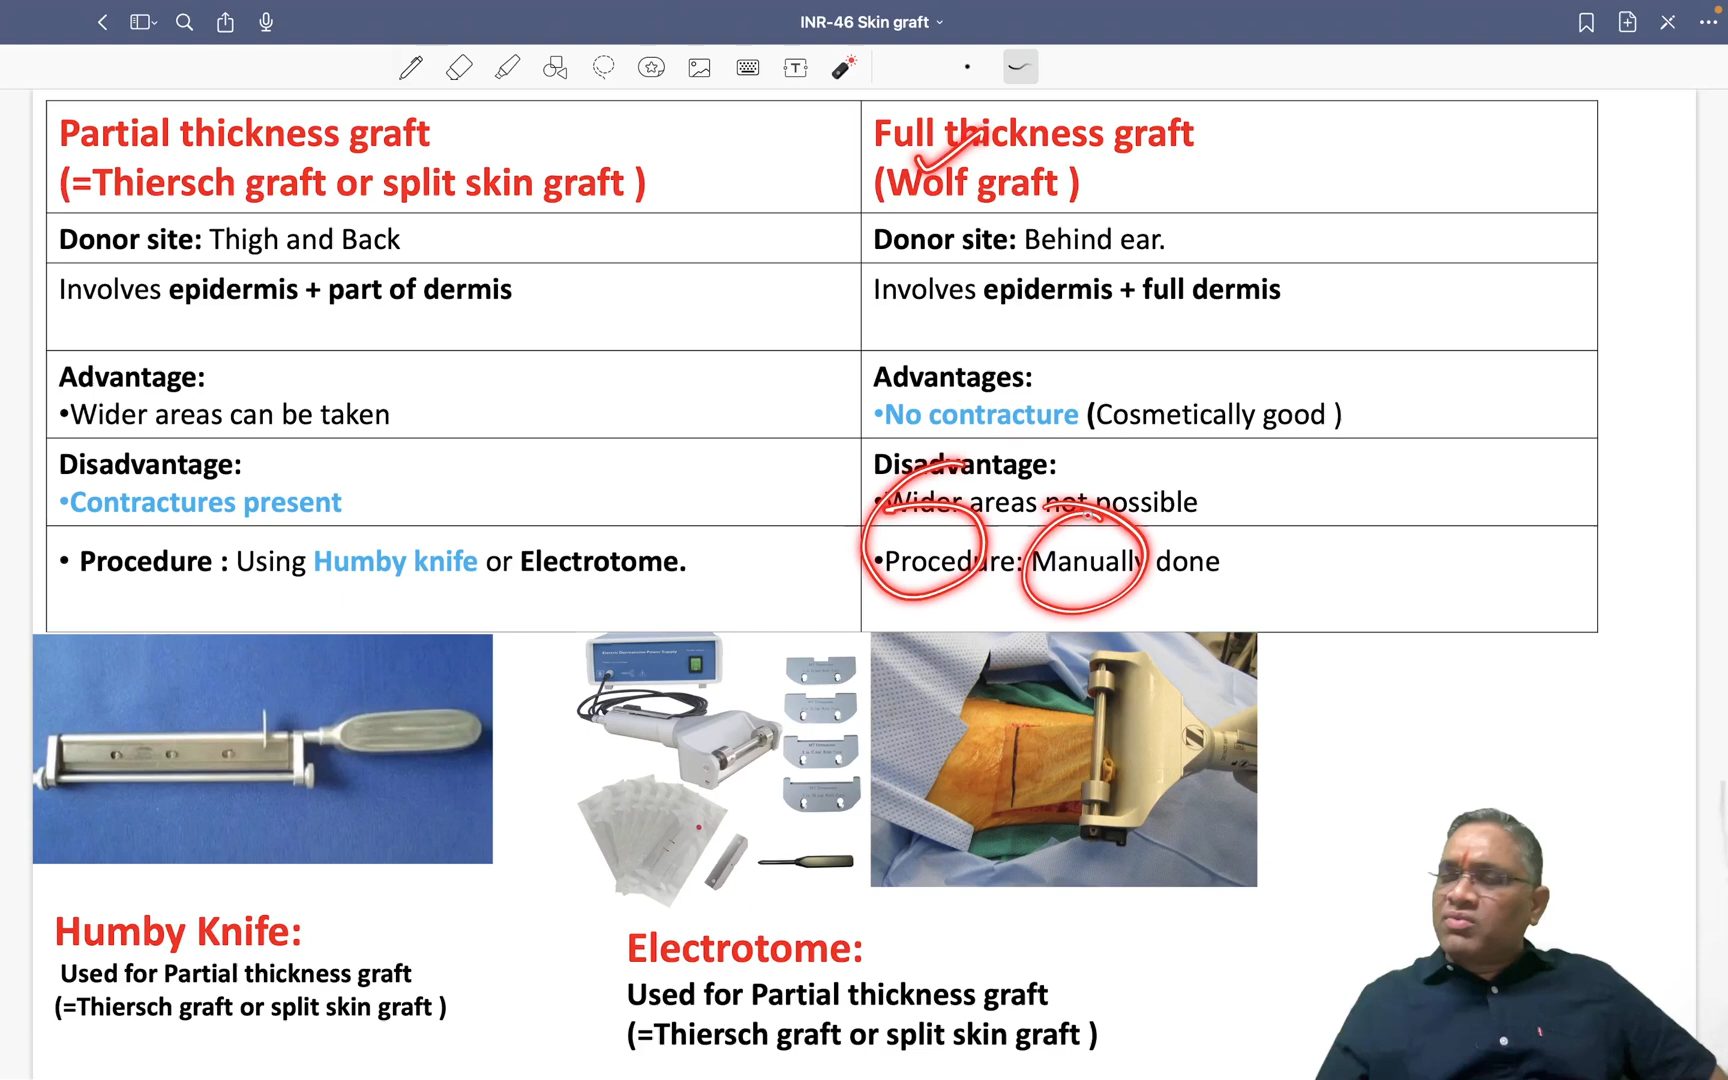 INR-46 Skin graft
Partial thickness graft
(=Thiersch graft or split skin graft )
Full thickness graft
(Wolf graft )
Donor site: Thigh and Back
Donor site: Behind ear.
Involves epidermis + part of dermis
Involves epidermis + full dermis
Advantage:
•Wider areas can be taken
Advantages:
•No contracture (Cosmetically good )
Disadvantage:
•Contractures present
Disadvantage:
•Wider areas not possible
• Procedure : Using Humby knife or Electrotome.
•Procedure: Manually done
Electric Dermatome Power Supply
Humby Knife:
Used for Partial thickness graft
(=Thiersch graft or split skin graft )
Electrotome:
Used for Partial thickness graft
(=Thiersch graft or split skin graft )